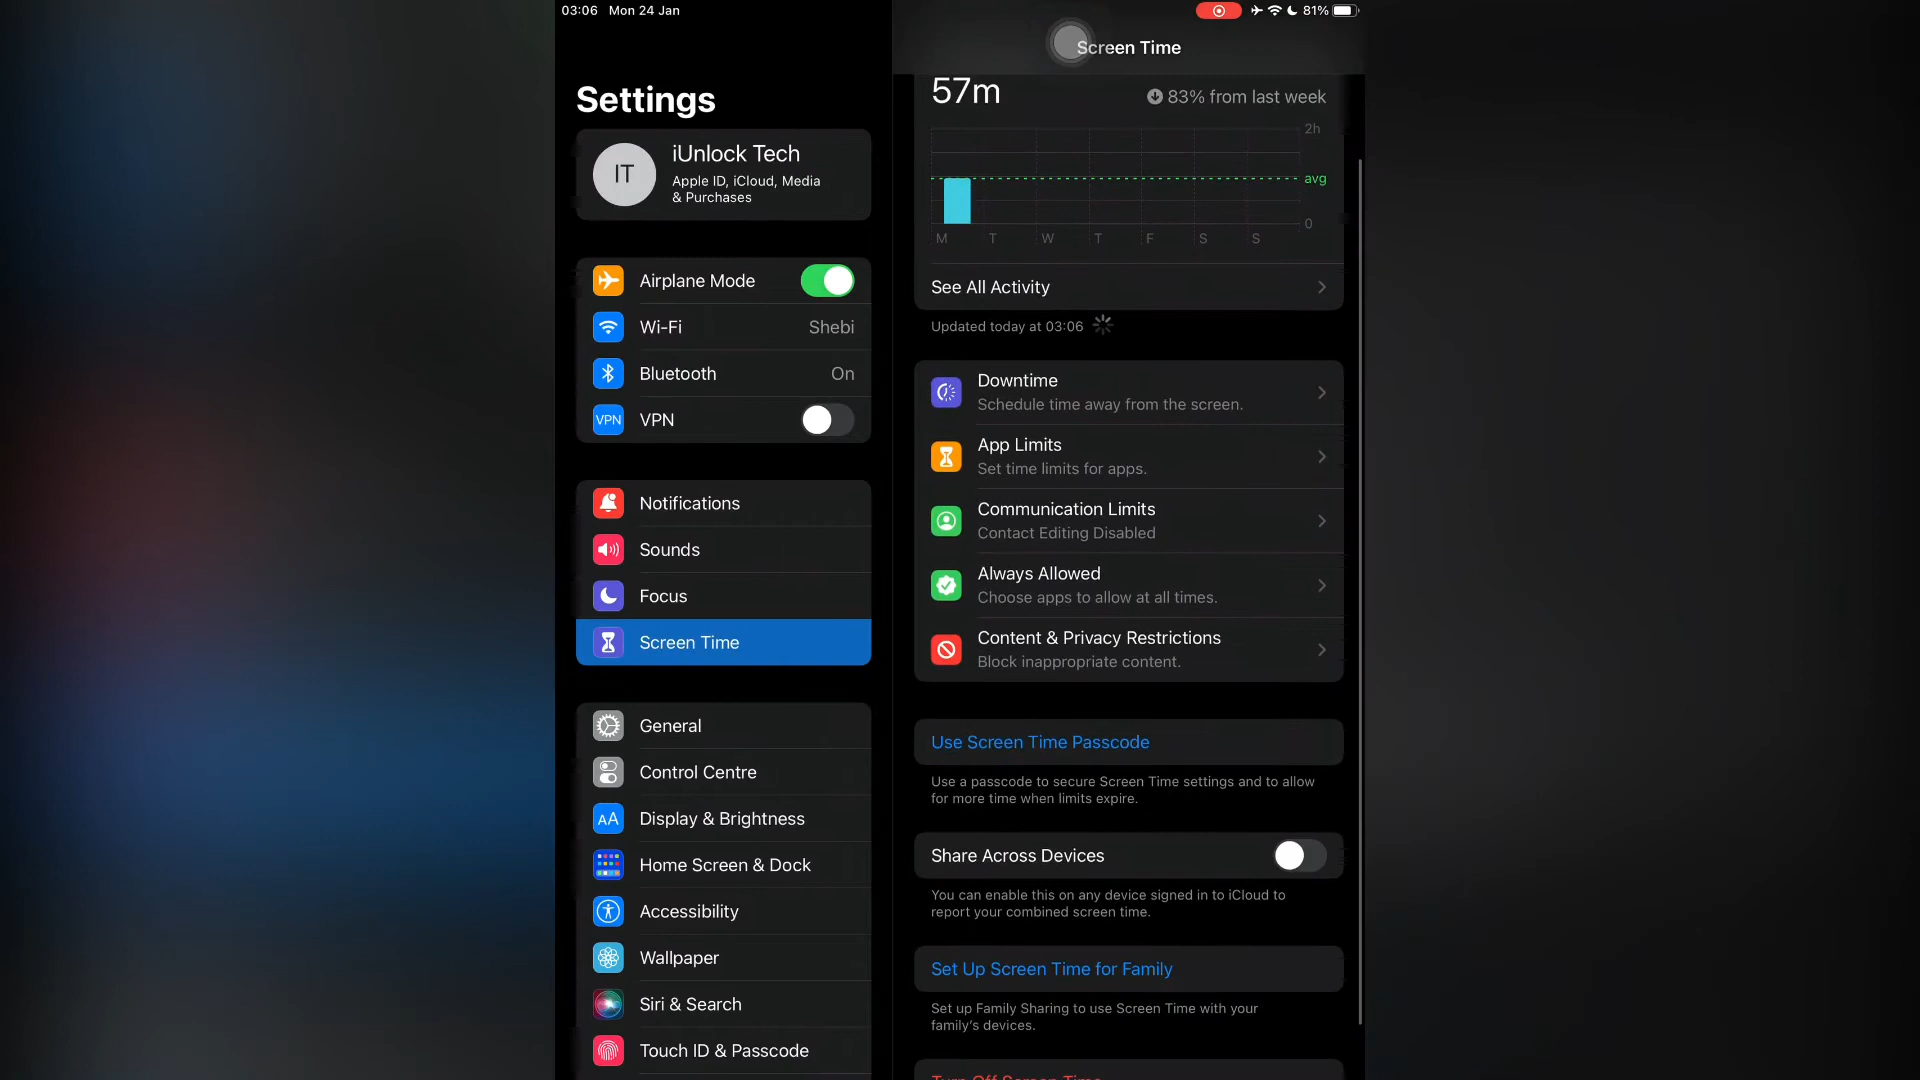 03:06 Mon 24 Jan
81%
Settings
IT
iUnlock Tech
Apple ID, iCloud, Media
& Purchases
Airplane Mode
Wi-Fi Shebi
Bluetooth On
VPN VPN
Notifications
Sounds
Focus
Screen Time
General
Control Centre
AA Display & Brightness
Home Screen & Dock
Accessibility
Wallpaper
Siri & Search
Touch ID & Passcode
Screen Time
57m
83% from last week
2h
avg
0
M T W T F S S
See All Activity
Updated today at 03:06
Downtime
Schedule time away from the screen.
App Limits
Set time limits for apps.
Communication Limits
Contact Editing Disabled
Always Allowed
Choose apps to allow at all times.
Content & Privacy Restrictions
Block inappropriate content.
Use Screen Time Passcode
Use a passcode to secure Screen Time settings and to allow
for more time when limits expire.
Share Across Devices
You can enable this on any device signed in to iCloud to
report your combined screen time.
Set Up Screen Time for Family
Set up Family Sharing to use Screen Time with your
family's devices.
Turn Off Screen Time